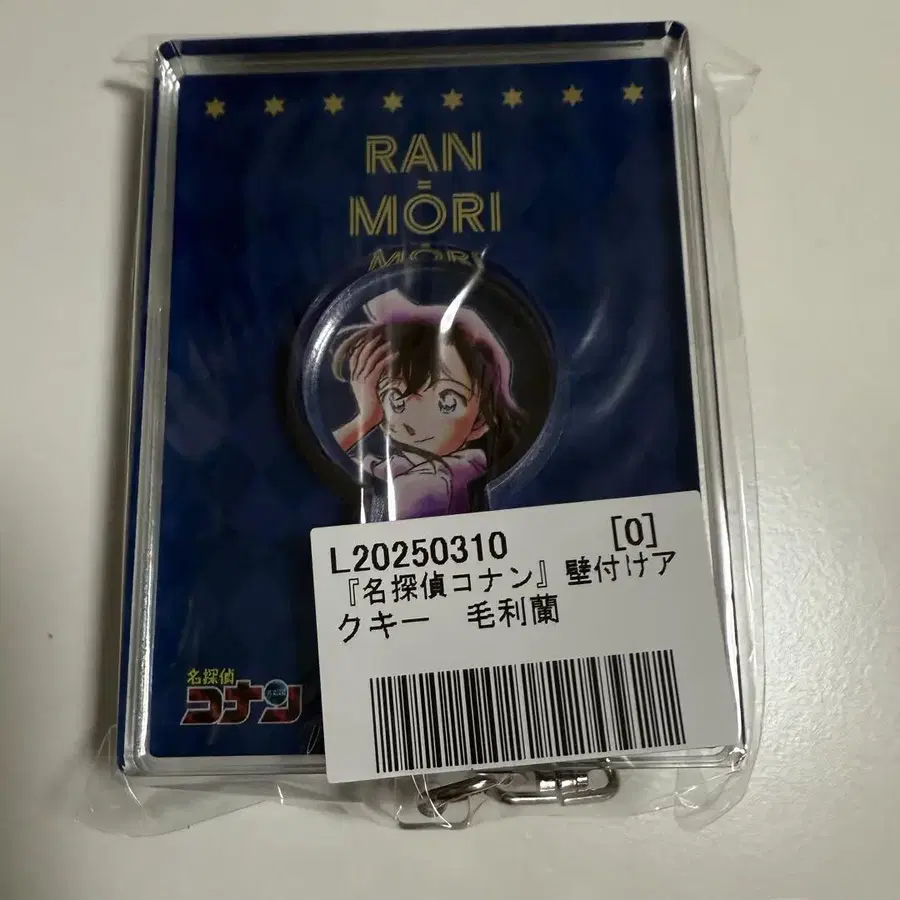 RAN
MŌRI
MŌRI
L20250310 [0]
『名探偵コナン』壁付けア
クキー 毛利蘭
名探偵
コナン